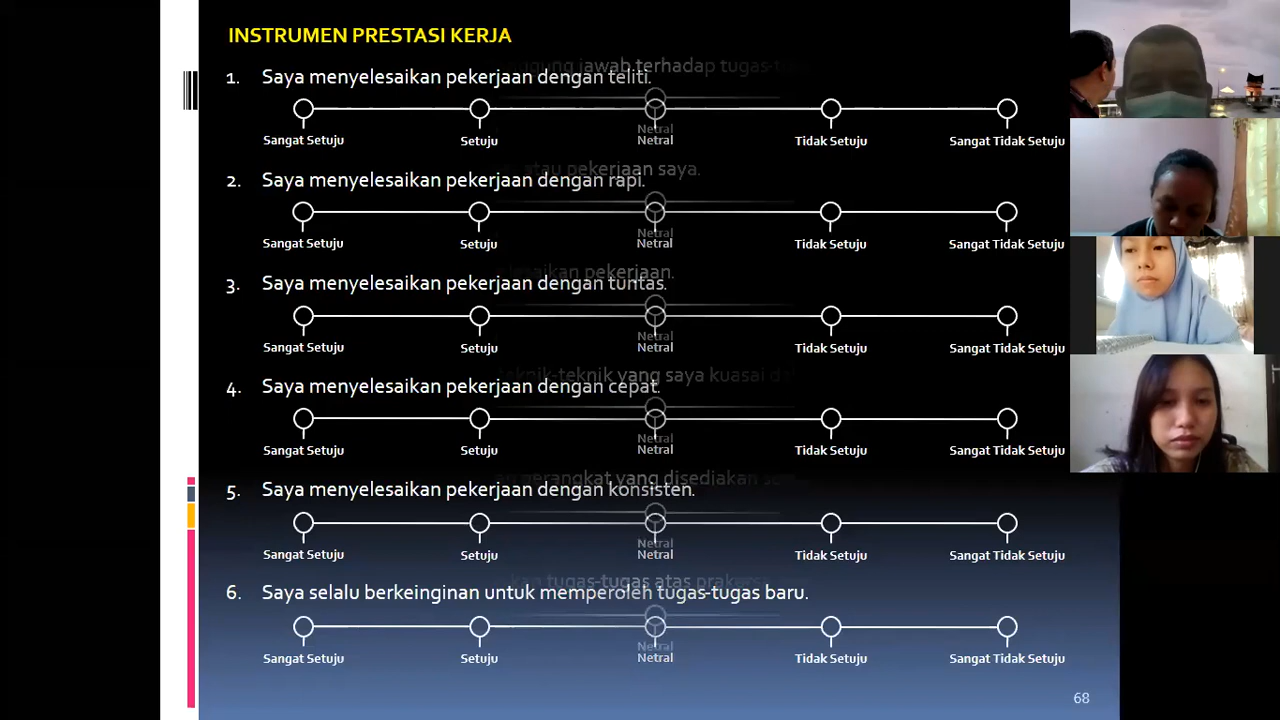 INSTRUMEN PRESTASI KERJA
1. Saya menyelesaikan pekerjaan dengan teliti.
Sangat Setuju Setuju Netral Tidak Setuju Sangat Tidak Setuju
2. Saya menyelesaikan pekerjaan dengan rapi.
Sangat Setuju Setuju Netral Tidak Setuju Sangat Tidak Setuju
3. Saya menyelesaikan pekerjaan dengan tuntas.
Sangat Setuju Setuju Netral Tidak Setuju Sangat Tidak Setuju
4. Saya menyelesaikan pekerjaan dengan cepat.
Sangat Setuju Setuju Netral Tidak Setuju Sangat Tidak Setuju
5. Saya menyelesaikan pekerjaan dengan konsisten.
Sangat Setuju Setuju Netral Tidak Setuju Sangat Tidak Setuju
6. Saya selalu berkeinginan untuk memperoleh tugas-tugas baru.
Sangat Setuju Setuju Netral Tidak Setuju Sangat Tidak Setuju
68